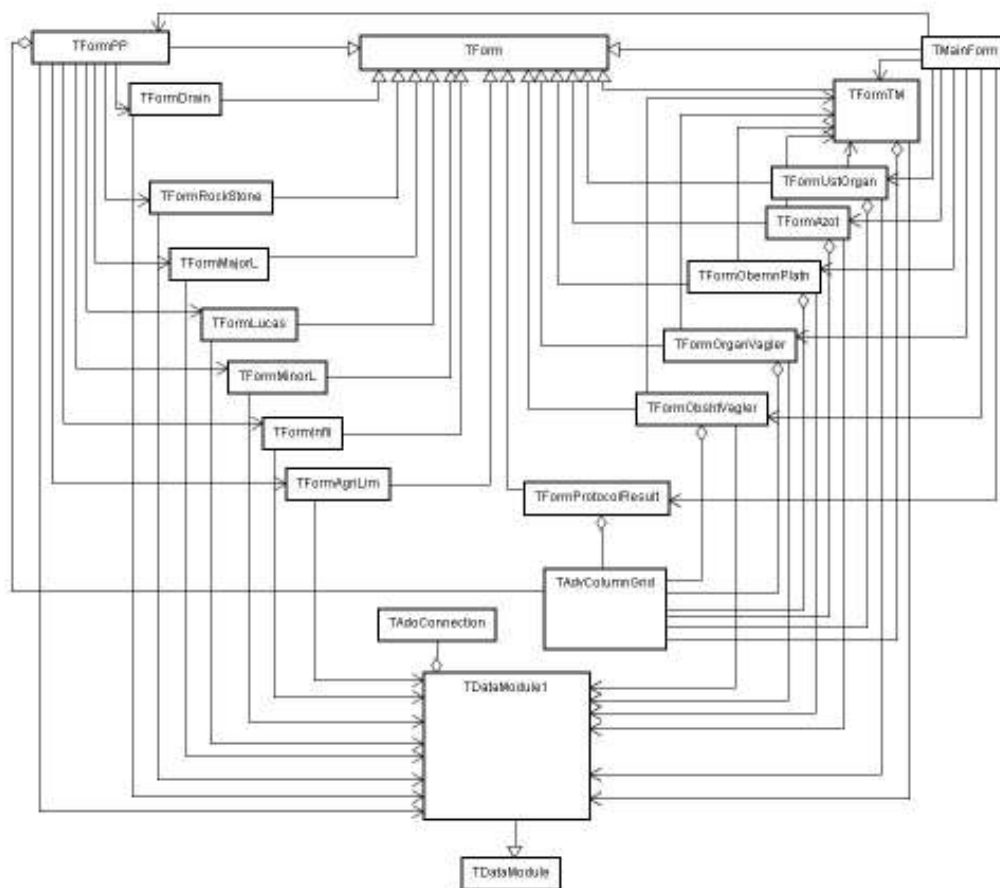 TFormPP
TForm
TMainForm
TFormDrain
TFormTM
TFormUstOrgan
TFormRockStone
TFormAzot
TFormMajorL
TFormObemnPlatn
TFormLucas
TFormOrganVagler
TFormMinorL
TFormObshtVagler
TFormInfil
TFormAgriLim
TFormProtocolResult
TAdvColumnGrid
TAdoConnection
TDataModule1
TDataModule